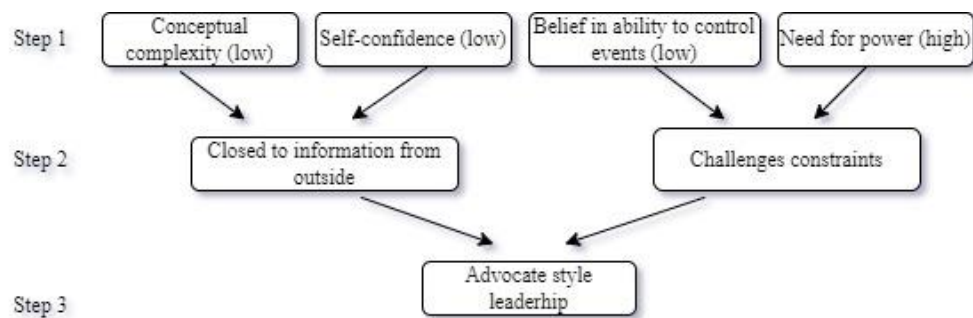 Step 1
Conceptual
complexity (low)
Self-confidence (low)
Belief in ability to control
events (low)
Need for power (high)
Step 2
Closed to information from
outside
Challenges constraints
Step 3
Advocate style
leaderhip